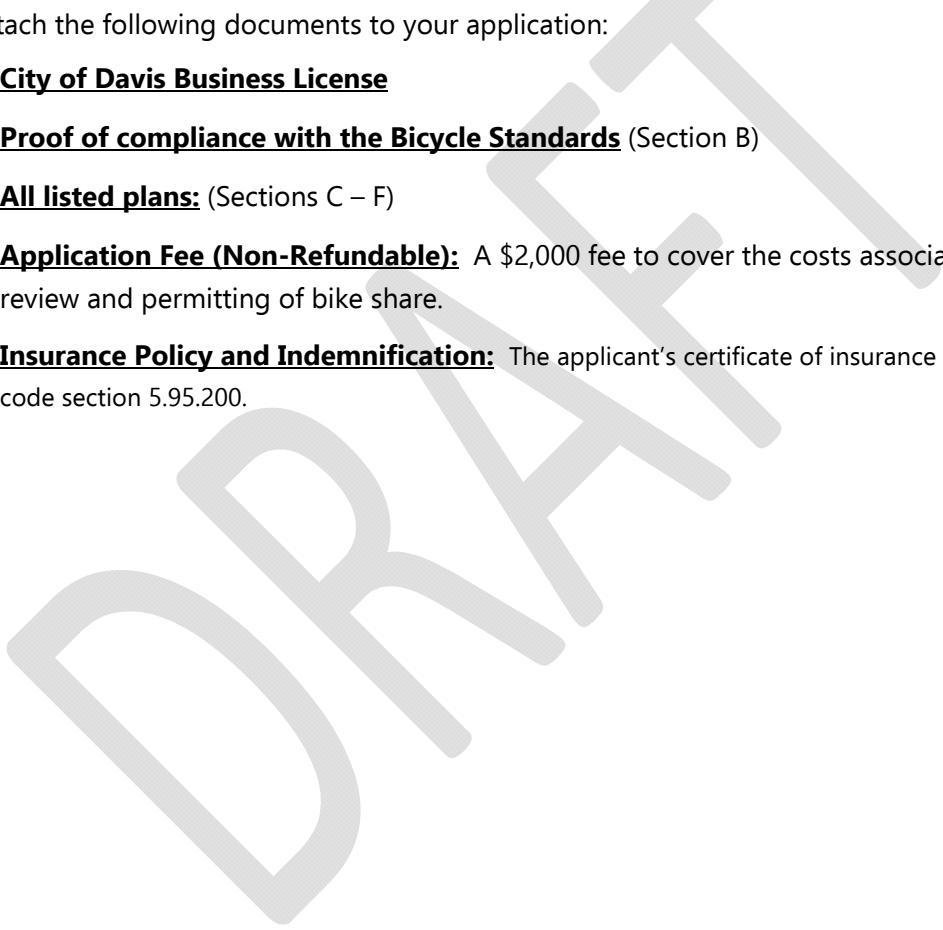 tach the following documents to your application:
City of Davis Business License
Proof of compliance with the Bicycle Standards (Section B)
All listed plans: (Sections C – F)
Application Fee (Non-Refundable): A $2,000 fee to cover the costs associa
review and permitting of bike share.
Insurance Policy and Indemnification: The applicant’s certificate of insurance
code section 5.95.200.
DRAFT